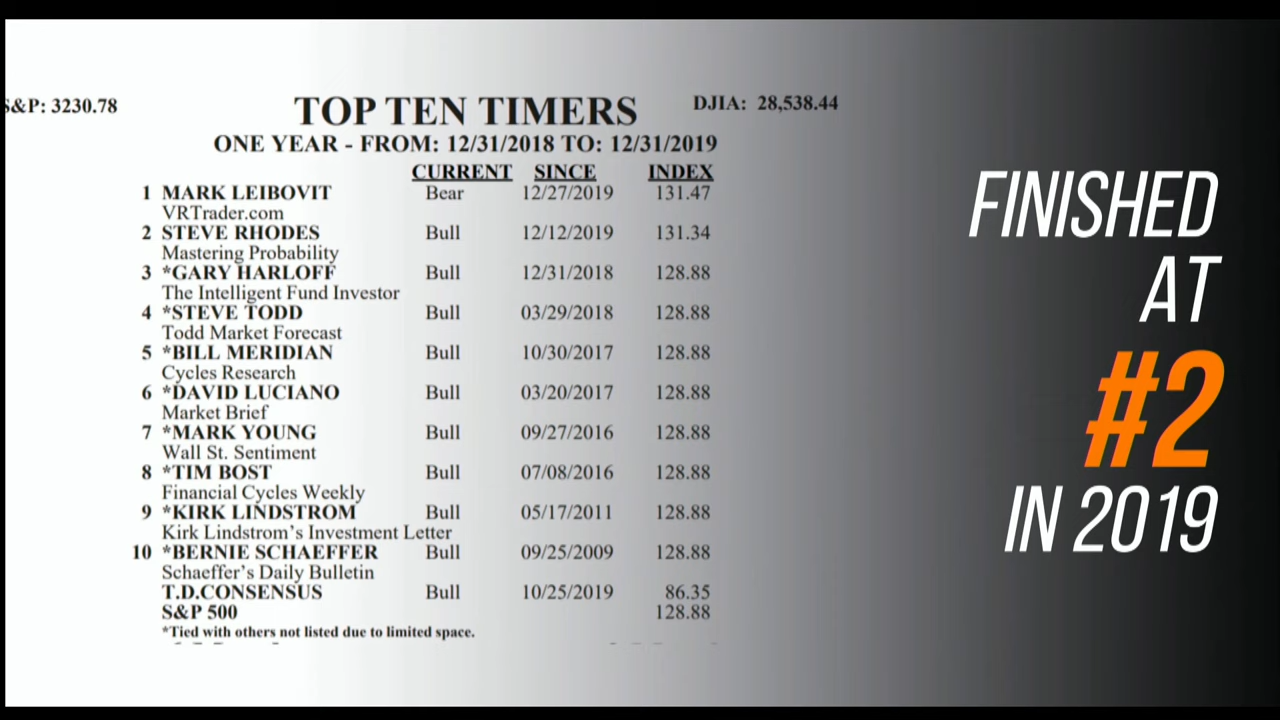 S&P: 3230.78
TOP TEN TIMERS
DJIA: 28,538.44
ONE YEAR - FROM: 12/31/2018 TO: 12/31/2019
CURRENT SINCE INDEX
1 MARK LEIBOVIT Bear 12/27/2019 131.47
VRTrader.com
2 STEVE RHODES Bull 12/12/2019 131.34
Mastering Probability
3 *GARY HARLOFF Bull 12/31/2018 128.88
The Intelligent Fund Investor
4 *STEVE TODD Bull 03/29/2018 128.88
Todd Market Forecast
5 *BILL MERIDIAN Bull 10/30/2017 128.88
Cycles Research
6 *DAVID LUCIANO Bull 03/20/2017 128.88
Market Brief
7 *MARK YOUNG Bull 09/27/2016 128.88
Wall St. Sentiment
8 *TIM BOST Bull 07/08/2016 128.88
Financial Cycles Weekly
9 *KIRK LINDSTROM Bull 05/17/2011 128.88
Kirk Lindstrom's Investment Letter
10 *BERNIE SCHAEFFER Bull 09/25/2009 128.88
Schaeffer's Daily Bulletin
T.D.CONSENSUS Bull 10/25/2019 86.35
S&P 500 128.88
*Tied with others not listed due to limited space.
FINISHED
AT
#2
IN 2019